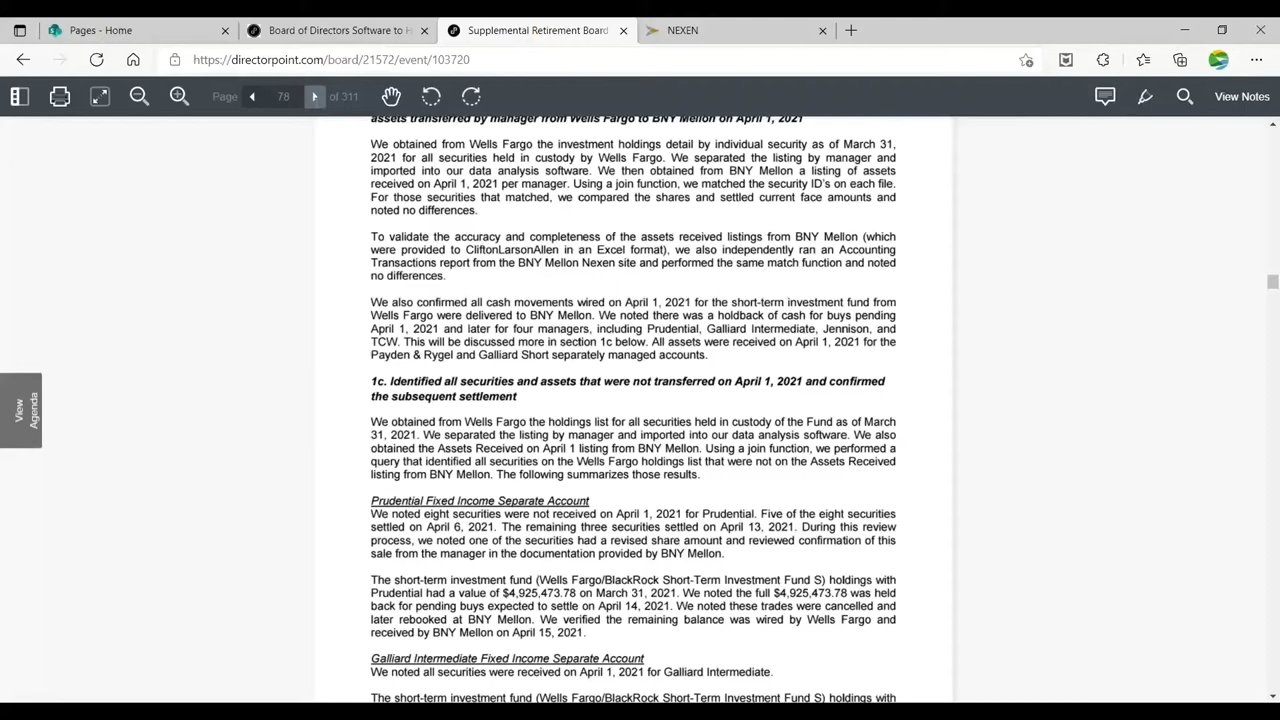 Pages - Home
Board of Directors Software to H
Supplemental Retirement Board
NEXEN
https://directorpoint.com/board/21572/event/103720
Page 78 of 311
View Notes
assets transferred by manager from Wells Fargo to BNY Mellon on April 1, 2021
We obtained from Wells Fargo the investment holdings detail by individual security as of March 31,
2021 for all securities held in custody by Wells Fargo. We separated the listing by manager and
imported into our data analysis software. We then obtained from BNY Mellon a listing of assets
received on April 1, 2021 per manager. Using a join function, we matched the security ID's on each file.
For those securities that matched, we compared the shares and settled current face amounts and
noted no differences.
To validate the accuracy and completeness of the assets received listings from BNY Mellon (which
were provided to CliftonLarsonAllen in an Excel format), we also independently ran an Accounting
Transactions report from the BNY Mellon Nexen site and performed the same match function and noted
no differences.
We also confirmed all cash movements wired on April 1, 2021 for the short-term investment fund from
Wells Fargo were delivered to BNY Mellon. We noted there was a holdback of cash for buys pending
April 1, 2021 and later for four managers, including Prudential, Galliard Intermediate, Jennison, and
TCW. This will be discussed more in section 1c below. All assets were received on April 1, 2021 for the
Payden & Rygel and Galliard Short separately managed accounts.
1c. Identified all securities and assets that were not transferred on April 1, 2021 and confirmed
the subsequent settlement
View
Agenda
We obtained from Wells Fargo the holdings list for all securities held in custody of the Fund as of March
31, 2021. We separated the listing by manager and imported into our data analysis software. We also
obtained the Assets Received on April 1 listing from BNY Mellon. Using a join function, we performed a
query that identified all securities on the Wells Fargo holdings list that were not on the Assets Received
listing from BNY Mellon. The following summarizes those results.
Prudential Fixed Income Separate Account
We noted eight securities were not received on April 1, 2021 for Prudential. Five of the eight securities
settled on April 6, 2021. The remaining three securities settled on April 13, 2021. During this review
process, we noted one of the securities had a revised share amount and reviewed confirmation of this
sale from the manager in the documentation provided by BNY Mellon.
The short-term investment fund (Wells Fargo/BlackRock Short-Term Investment Fund S) holdings with
Prudential had a value of $4,925,473.78 on March 31, 2021. We noted the full $4,925,473.78 was held
back for pending buys expected to settle on April 14, 2021. We noted these trades were cancelled and
later rebooked at BNY Mellon. We verified the remaining balance was wired by Wells Fargo and
received by BNY Mellon on April 15, 2021.
Galliard Intermediate Fixed Income Separate Account
We noted all securities were received on April 1, 2021 for Galliard Intermediate.
The short-term investment fund (Wells Fargo/BlackRock Short-Term Investment Fund S) holdings with